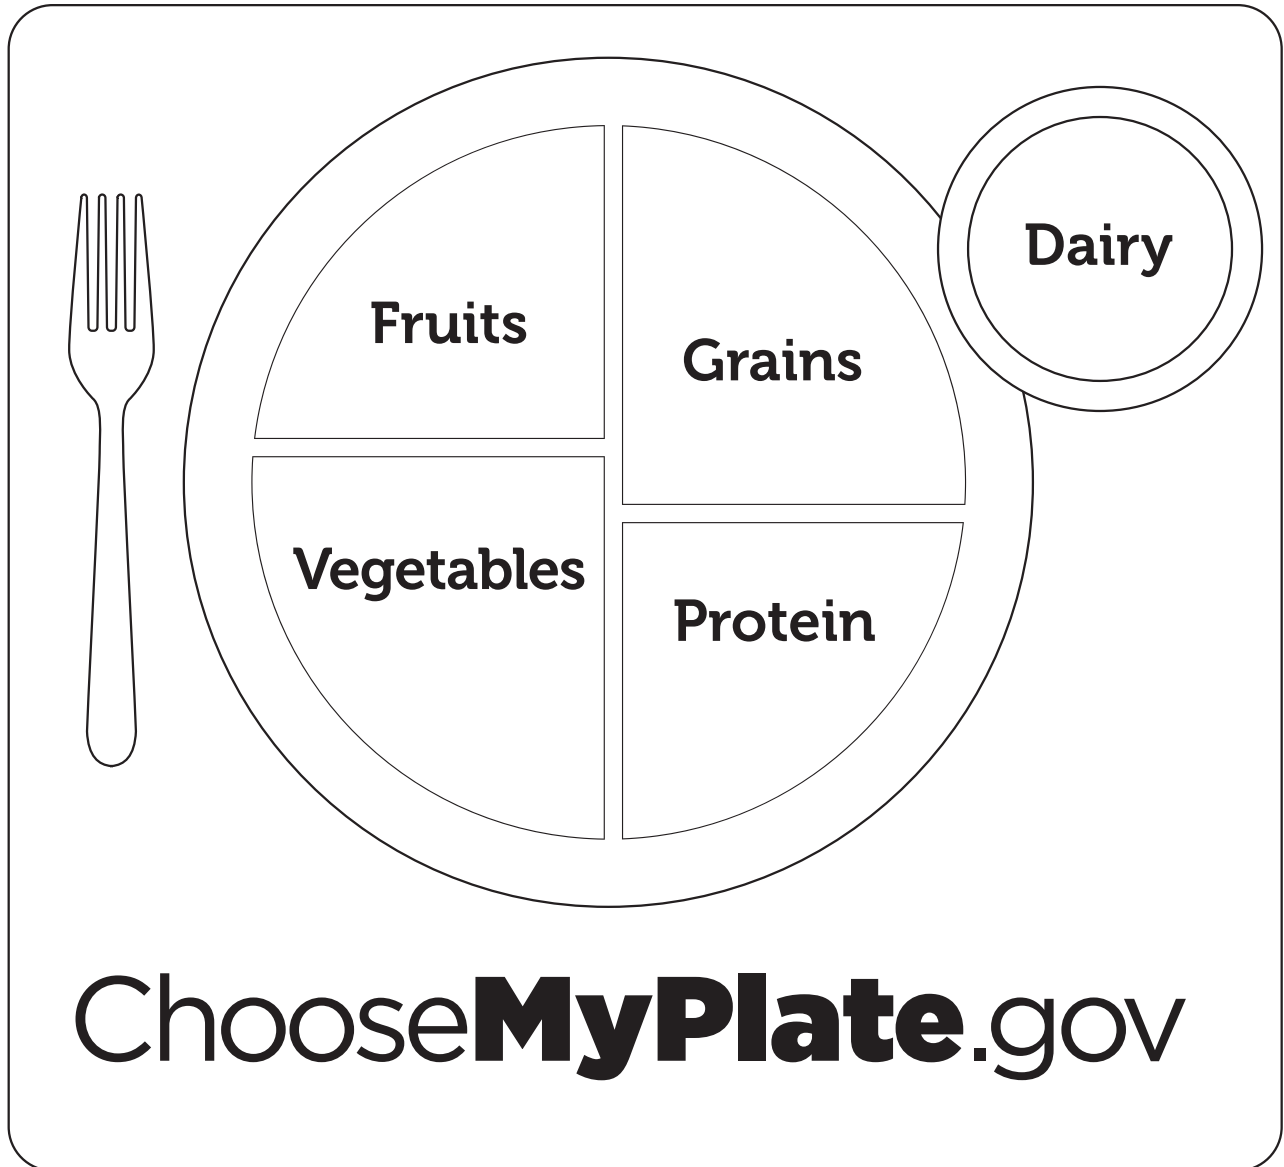 Dairy
Fruits
Grains
Vegetables
Protein
ChooseMyPlate.gov